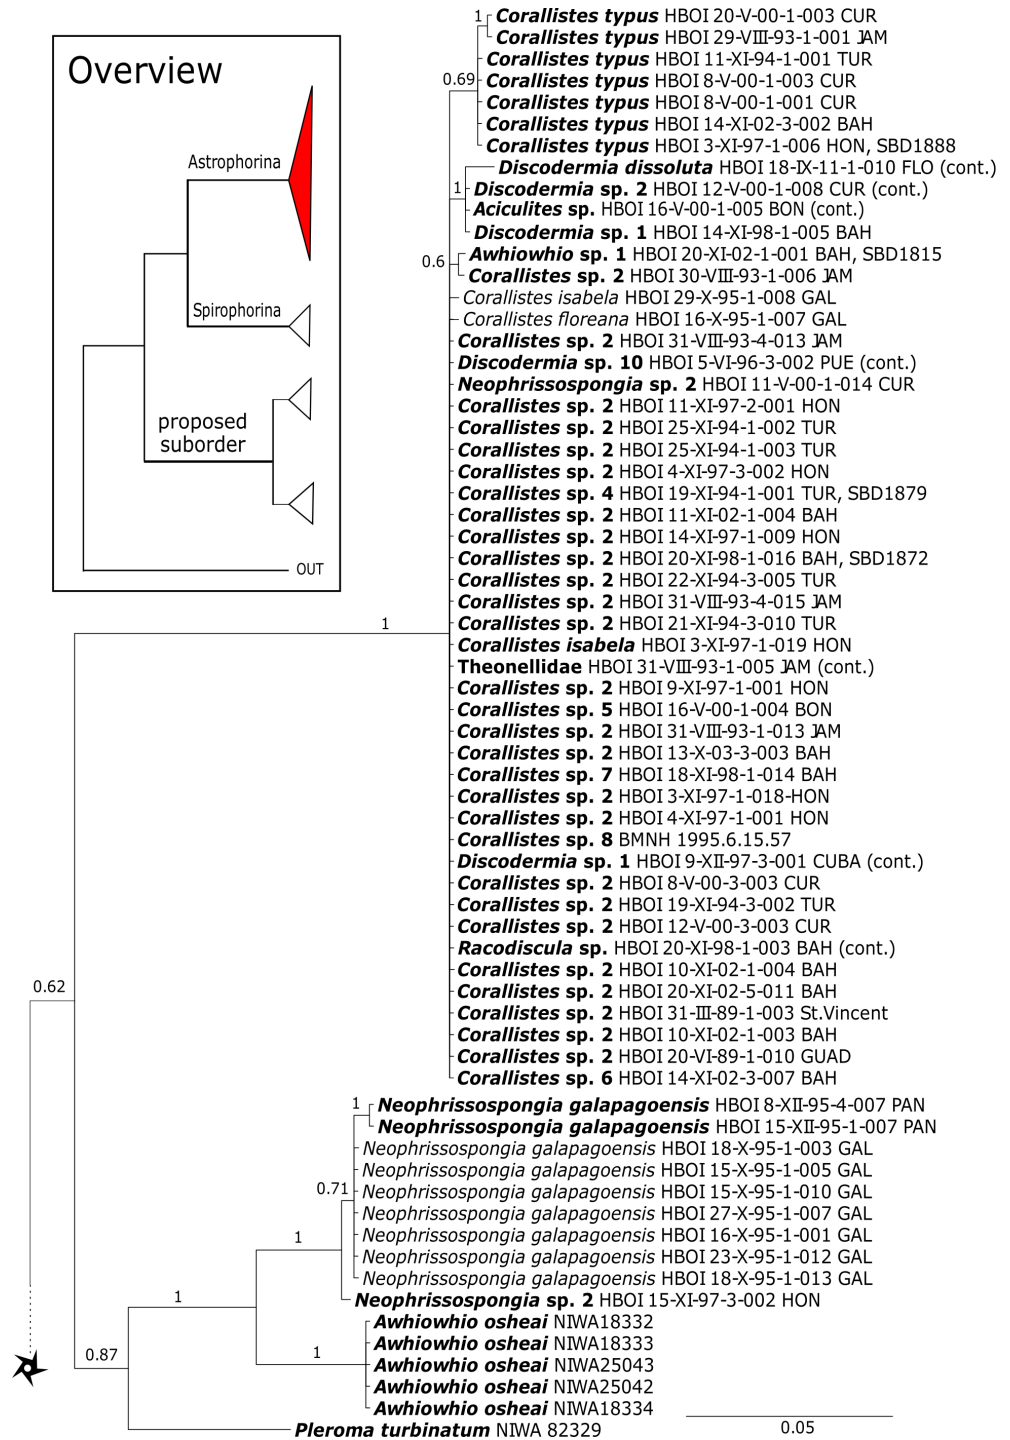 Overview
Astrophorina
Spirophorina
proposed
suborder
OUT
1
Corallistes typus HBOI 20-V-00-1-003 CUR
Corallistes typus HBOI 29-VIII-93-1-001 JAM
Corallistes typus HBOI 11-XI-94-1-001 TUR
0.69
Corallistes typus HBOI 8-V-00-1-003 CUR
Corallistes typus HBOI 8-V-00-1-001 CUR
Corallistes typus HBOI 14-XI-02-3-002 BAH
Corallistes typus HBOI 3-XI-97-1-006 HON, SBD1888
Discodermia dissoluta HBOI 18-IX-11-1-010 FLO (cont.)
1
Discodermia sp. 2 HBOI 12-V-00-1-008 CUR (cont.)
Aciculites sp. HBOI 16-V-00-1-005 BON (cont.)
Discodermia sp. 1 HBOI 14-XI-98-1-005 BAH
Awhiowhio sp. 1 HBOI 20-XI-02-1-001 BAH, SBD1815
0.6
Corallistes sp. 2 HBOI 30-VIII-93-1-006 JAM
Corallistes isabela HBOI 29-X-95-1-008 GAL
Corallistes floreana HBOI 16-X-95-1-007 GAL
Corallistes sp. 2 HBOI 31-VIII-93-4-013 JAM
Discodermia sp. 10 HBOI 5-VI-96-3-002 PUE (cont.)
Neophrissospongia sp. 2 HBOI 11-V-00-1-014 CUR
Corallistes sp. 2 HBOI 11-XI-97-2-001 HON
Corallistes sp. 2 HBOI 25-XI-94-1-002 TUR
Corallistes sp. 2 HBOI 25-XI-94-1-003 TUR
Corallistes sp. 2 HBOI 4-XI-97-3-002 HON
Corallistes sp. 4 HBOI 19-XI-94-1-001 TUR, SBD1879
Corallistes sp. 2 HBOI 11-XI-02-1-004 BAH
Corallistes sp. 2 HBOI 14-XI-97-1-009 HON
Corallistes sp. 2 HBOI 20-XI-98-1-016 BAH, SBD1872
Corallistes sp. 2 HBOI 22-XI-94-3-005 TUR
Corallistes sp. 2 HBOI 31-VIII-93-4-015 JAM
1
Corallistes sp. 2 HBOI 21-XI-94-3-010 TUR
Corallistes isabela HBOI 3-XI-97-1-019 HON
Theonellidae HBOI 31-VIII-93-1-005 JAM (cont.)
Corallistes sp. 2 HBOI 9-XI-97-1-001 HON
Corallistes sp. 5 HBOI 16-V-00-1-004 BON
Corallistes sp. 2 HBOI 31-VIII-93-1-013 JAM
Corallistes sp. 2 HBOI 13-X-03-3-003 BAH
Corallistes sp. 7 HBOI 18-XI-98-1-014 BAH
Corallistes sp. 2 HBOI 3-XI-97-1-018-HON
Corallistes sp. 2 HBOI 4-XI-97-1-001 HON
Corallistes sp. 8 BMNH 1995.6.15.57
Discodermia sp. 1 HBOI 9-XII-97-3-001 CUBA (cont.)
Corallistes sp. 2 HBOI 8-V-00-3-003 CUR
Corallistes sp. 2 HBOI 19-XI-94-3-002 TUR
Corallistes sp. 2 HBOI 12-V-00-3-003 CUR
Racodiscula sp. HBOI 20-XI-98-1-003 BAH (cont.)
Corallistes sp. 2 HBOI 10-XI-02-1-004 BAH
0.62
Corallistes sp. 2 HBOI 20-XI-02-5-011 BAH
Corallistes sp. 2 HBOI 31-III-89-1-003 St.Vincent
Corallistes sp. 2 HBOI 10-XI-02-1-003 BAH
Corallistes sp. 2 HBOI 20-VI-89-1-010 GUAD
Corallistes sp. 6 HBOI 14-XI-02-3-007 BAH
1
Neophrissospongia galapagoensis HBOI 8-XII-95-4-007 PAN
Neophrissospongia galapagoensis HBOI 15-XII-95-1-007 PAN
Neophrissospongia galapagoensis HBOI 18-X-95-1-003 GAL
Neophrissospongia galapagoensis HBOI 15-X-95-1-005 GAL
0.71
Neophrissospongia galapagoensis HBOI 15-X-95-1-010 GAL
Neophrissospongia galapagoensis HBOI 27-X-95-1-007 GAL
1
Neophrissospongia galapagoensis HBOI 16-X-95-1-001 GAL
Neophrissospongia galapagoensis HBOI 23-X-95-1-012 GAL
Neophrissospongia galapagoensis HBOI 18-X-95-1-013 GAL
1
Neophrissospongia sp. 2 HBOI 15-XI-97-3-002 HON
Awhiowhio osheai NIWA18332
Awhiowhio osheai NIWA18333
0.87
1
Awhiowhio osheai NIWA25043
Awhiowhio osheai NIWA25042
Awhiowhio osheai NIWA18334
Pleroma turbinatum NIWA 82329
0.05